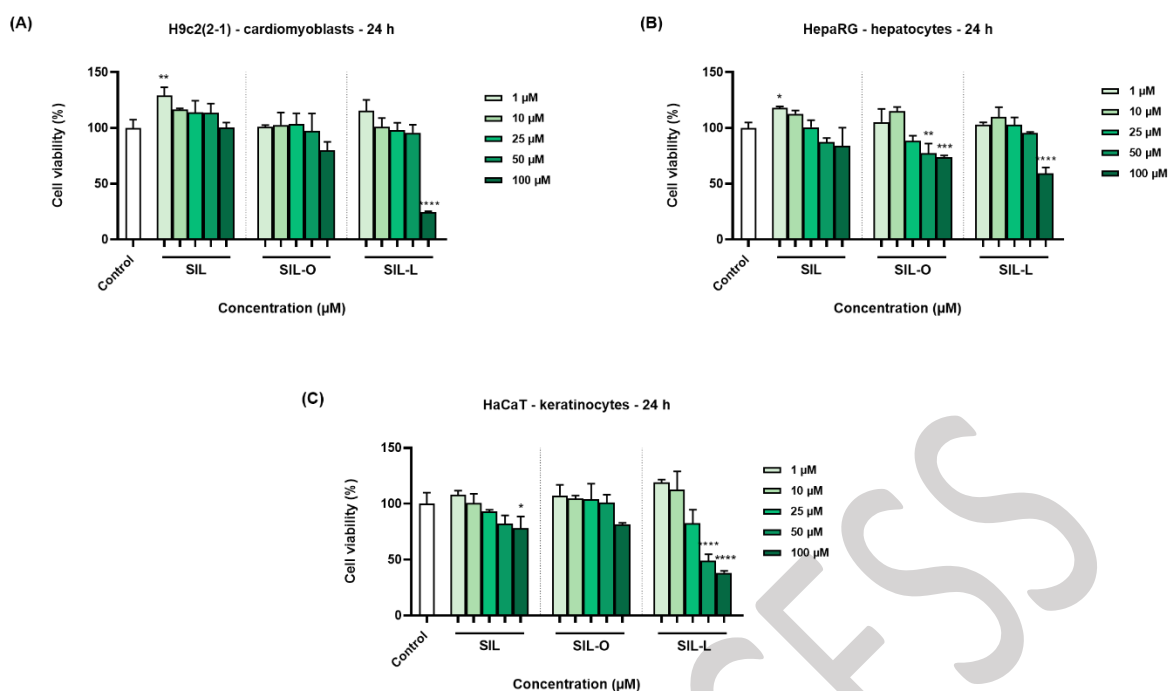 (A)
H9c2(2-1) - cardiomyoblasts - 24 h
Cell viability (%)
150
100
50
0
**
****
1 µM
10 µM
25 µM
50 µM
100 µM
Control
SIL
SIL-O
SIL-L
Concentration (µM)
(B)
HepaRG - hepatocytes - 24 h
Cell viability (%)
150
100
50
0
*
**
***
****
1 µM
10 µM
25 µM
50 µM
100 µM
Control
SIL
SIL-O
SIL-L
Concentration (µM)
(C)
HaCaT - keratinocytes - 24 h
Cell viability (%)
150
100
50
0
*
****
****
1 µM
10 µM
25 µM
50 µM
100 µM
Control
SIL
SIL-O
SIL-L
Concentration (µM)